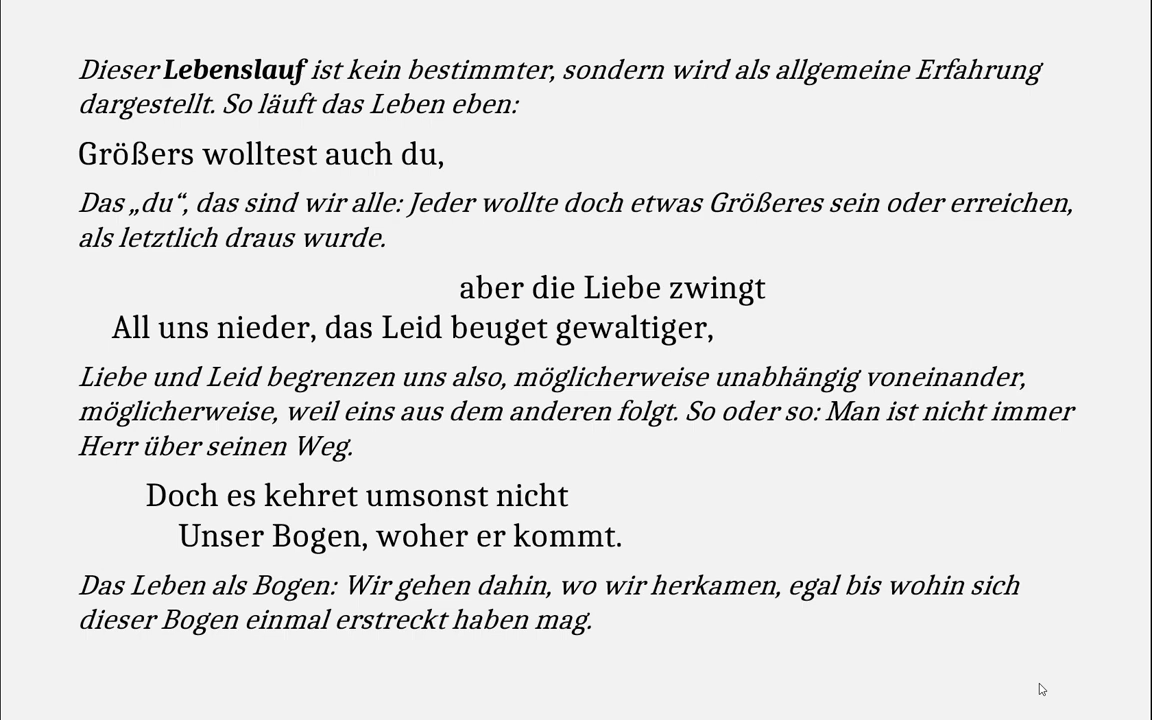 Dieser Lebenslauf ist kein bestimmter, sondern wird als allgemeine Erfahrung
dargestellt. So läuft das Leben eben:
Größers wolltest auch du,
Das „du“, das sind wir alle: Jeder wollte doch etwas Größeres sein oder erreichen,
als letztlich draus wurde.
aber die Liebe zwingt
All uns nieder, das Leid beuget gewaltiger,
Liebe und Leid begrenzen uns also, möglicherweise unabhängig voneinander,
möglicherweise, weil eins aus dem anderen folgt. So oder so: Man ist nicht immer
Herr über seinen Weg.
Doch es kehret umsonst nicht
Unser Bogen, woher er kommt.
Das Leben als Bogen: Wir gehen dahin, wo wir herkamen, egal bis wohin sich
dieser Bogen einmal erstreckt haben mag.